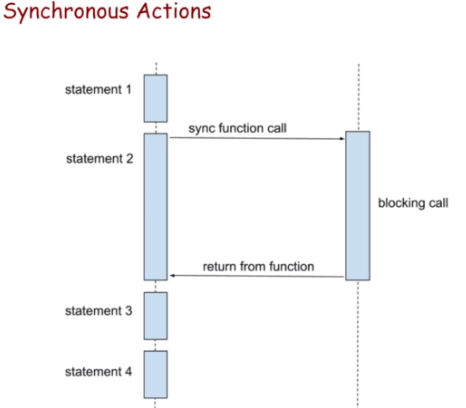 Synchronous Actions
statement 1
sync function call
statement 2
blocking call
return from function
statement 3
statement 4